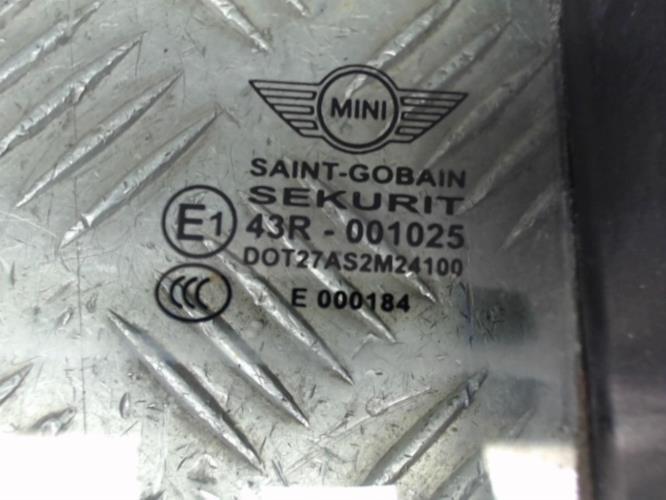 MINI
SAINT-GOBAIN
SEKURIT
E1 43R - 001025
DOT27AS2M24100
CCC E 000184